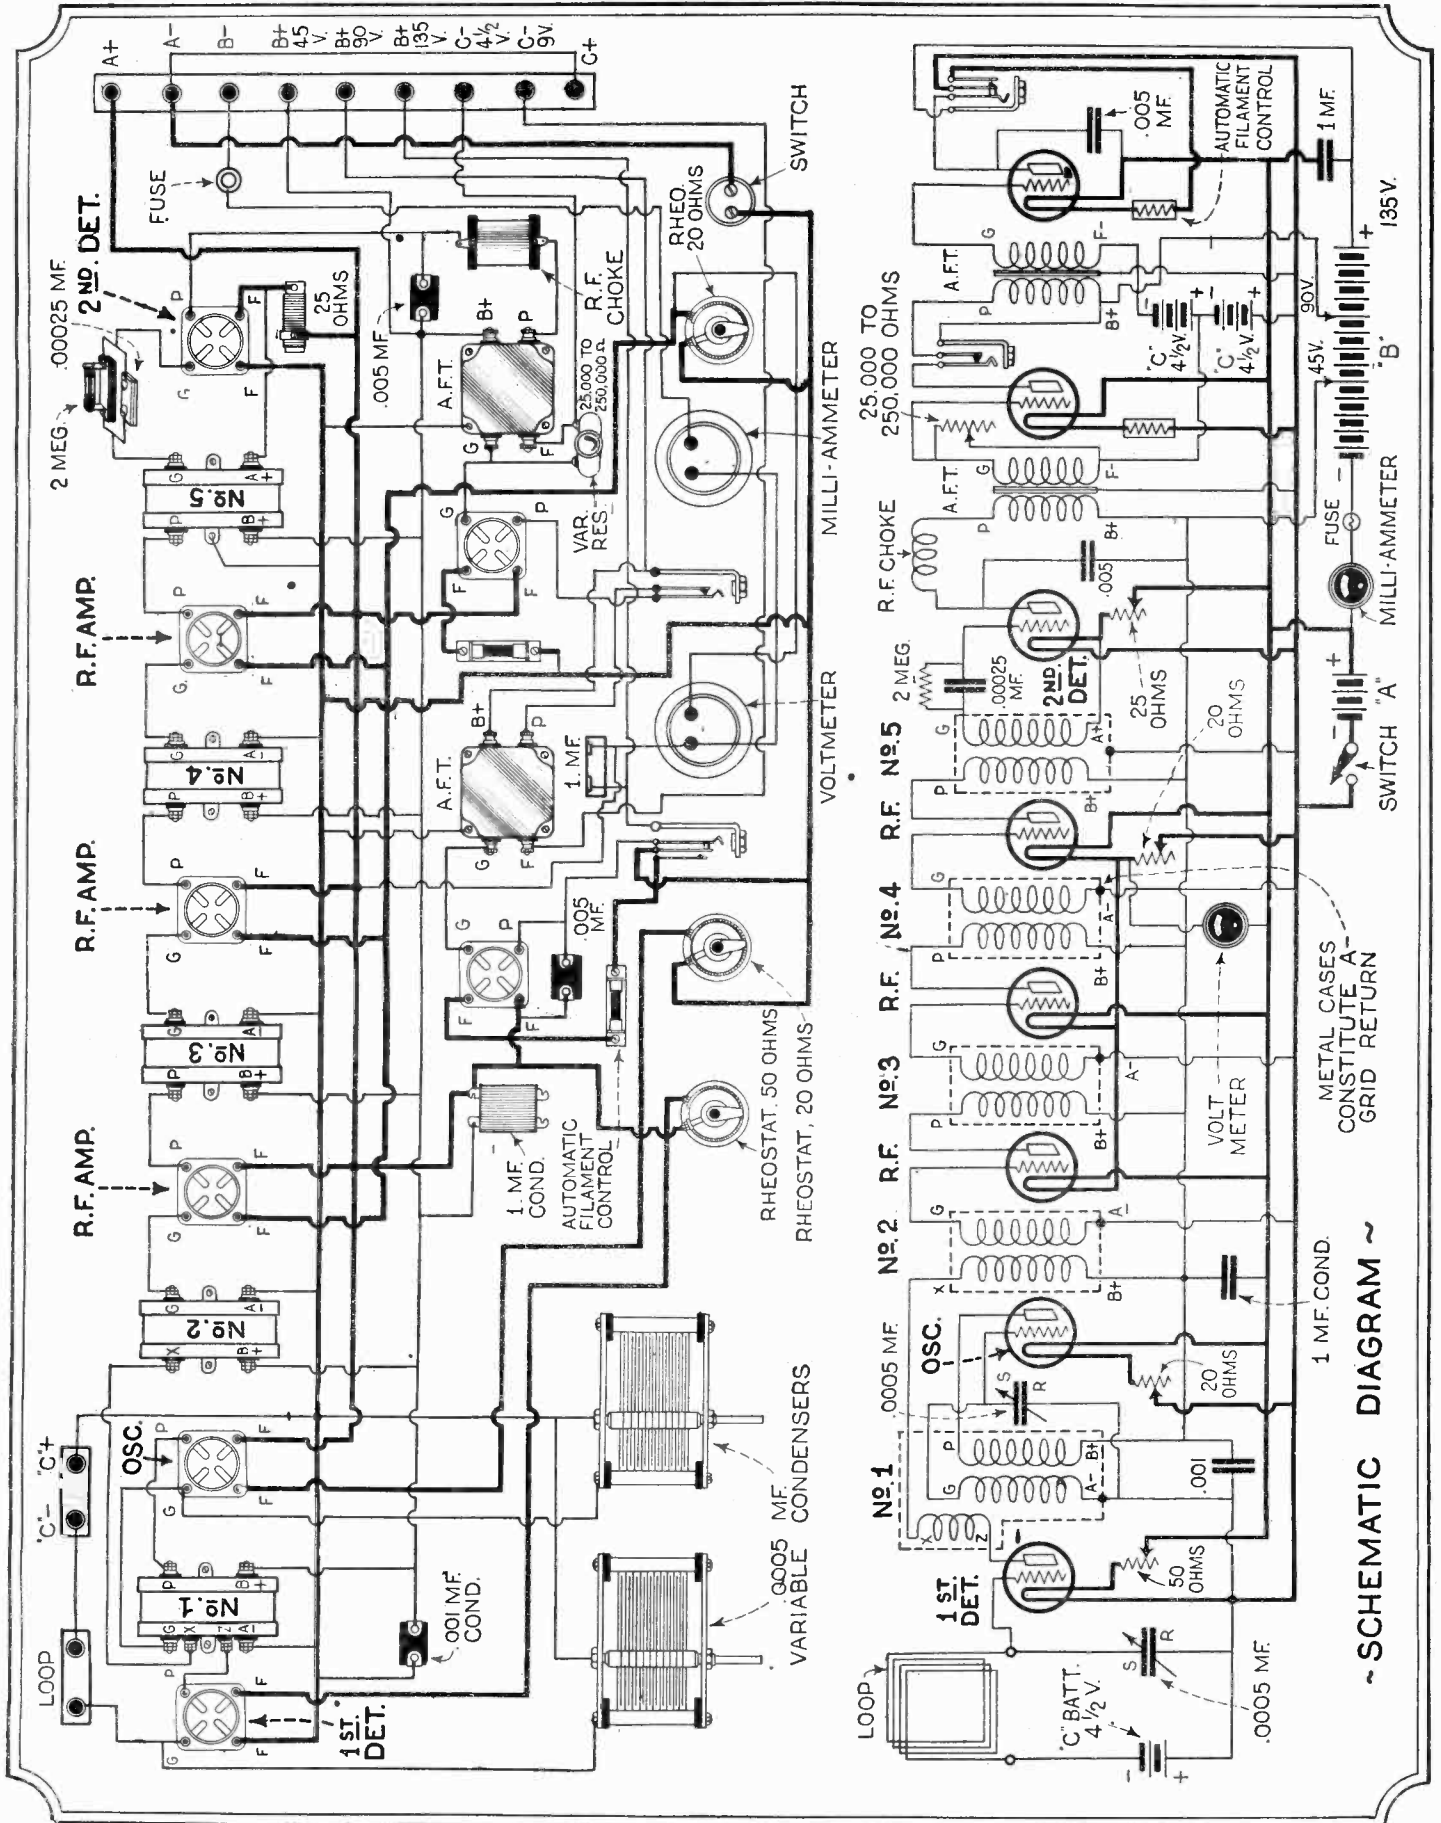 LOOP
"C"-
"C"+
OSC.
R.F. AMP.
R.F. AMP.
R.F. AMP.
2 MEG.
.00025 MF.
2ND. DET.
FUSE
A+
A-
B-
B+
45
V.
B+
90
V.
B+
135
V.
C-
4½
V.
C-
9V.
C+
1ST.
DET.
P
G
F
F
No.1
G
X
Z
A-
P
B+
G
P
F
F
No.2
X
B+
G
A-
G
P
F
F
No.3
P
B+
G
A-
G
P
F
F
No.4
P
B+
G
A-
G
P
F
F
No.5
P
B+
G
A+
G
P
F
F
25
OHMS
.001 MF.
COND.
1. MF.
COND.
AUTOMATIC
FILAMENT
CONTROL
G
P
F
F
.005
MF.
A.F.T.
G
F
B+
P
1. MF.
G
P
F
F
VAR.
RES.
25,000 TO
250,000 Ω
A.F.T.
G
F
B+
P
.005 MF.
R.F.
CHOKE
.0005 MF.
VARIABLE CONDENSERS
RHEOSTAT. 50 OHMS
RHEOSTAT, 20 OHMS
VOLTMETER
MILLI-AMMETER
RHEO.
20 OHMS
SWITCH
LOOP
"C" BATT.
4½ V.
-
+
S
R
.0005 MF.
1ST.
DET.
50
OHMS
No.1
X
Z
G
P
A-
B+
.001
.0005 MF.
S
R
OSC.
20
OHMS
1 MF. COND.
No.2
X
G
B+
A-
R.F.
No.3
P
G
B+
A-
R.F.
No.4
P
G
B+
A-
VOLT
METER
METAL CASES
CONSTITUTE A-
GRID RETURN
R.F.
No.5
P
G
B+
A+
20
OHMS
2 MEG.
.00025
MF.
2ND.
DET.
25
OHMS
R.F. CHOKE
.005
A.F.T.
P
G
B+
F-
25,000 TO
250,000 OHMS
A.F.T.
P
G
B+
F-
"C"
4½V.
-
+
"C"
4½V.
-
+
.005
MF.
AUTOMATIC
FILAMENT
CONTROL
1 MF.
SWITCH
"A"
-
+
MILLI-AMMETER
FUSE
-
45V.
"B"
90V.
+
135V.
~SCHEMATIC DIAGRAM~